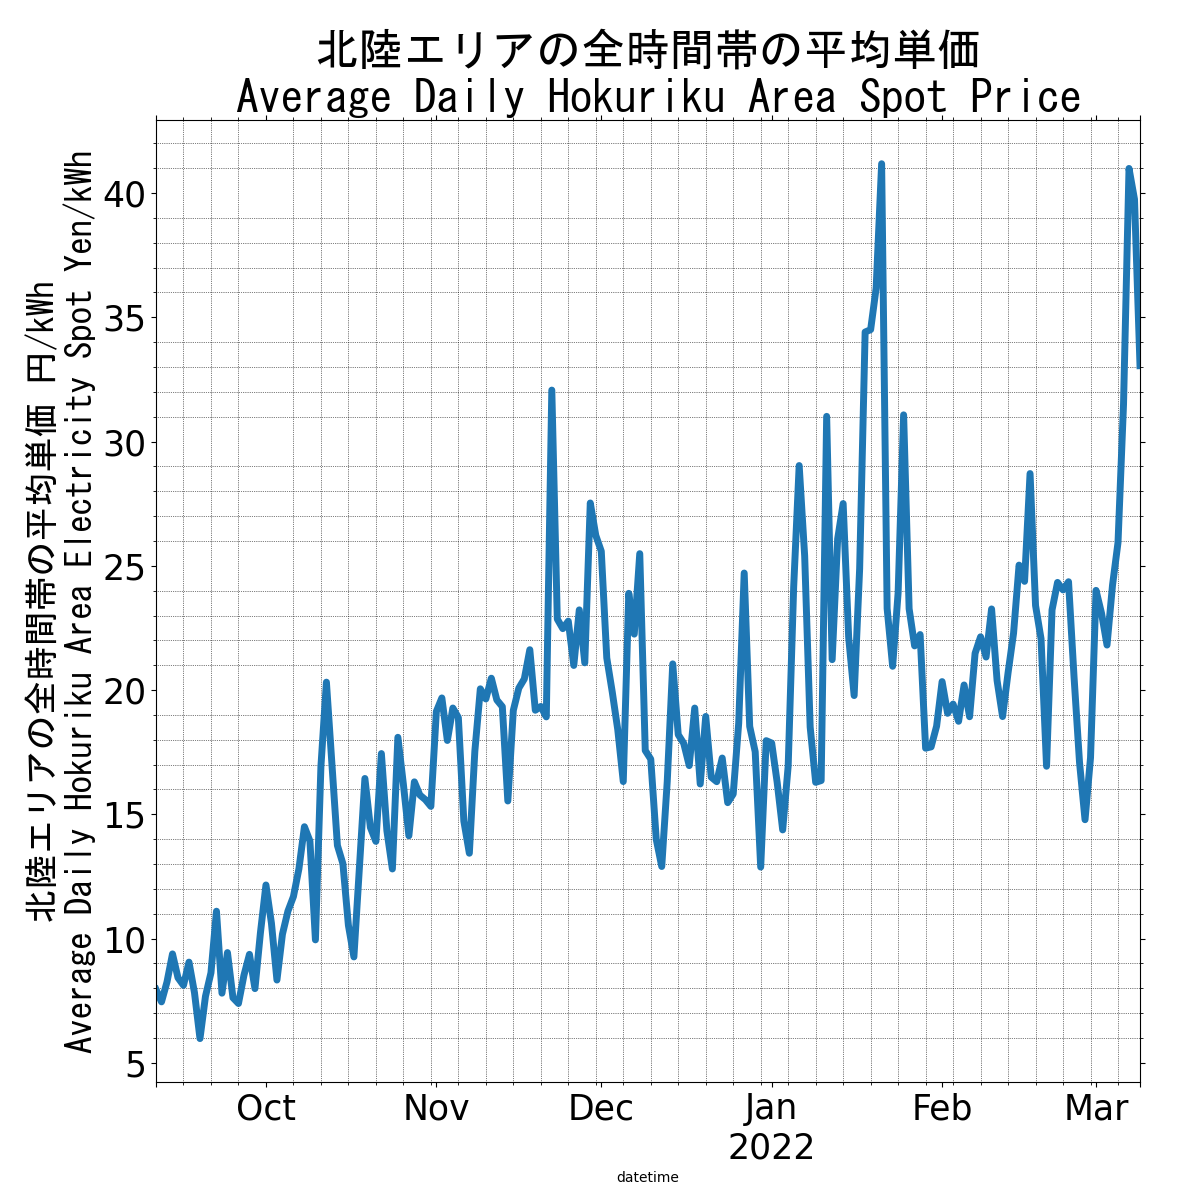 北陸エリアの全時間帯の平均単価
Average Daily Hokuriku Area Spot Price
北陸エリアの全時間帯の平均単価 円/kWh
Average Daily Hokuriku Area Electricity Spot Yen/kWh
40
35
30
25
20
15
10
5
Oct
Nov
Dec
Jan
2022
Feb
Mar
datetime